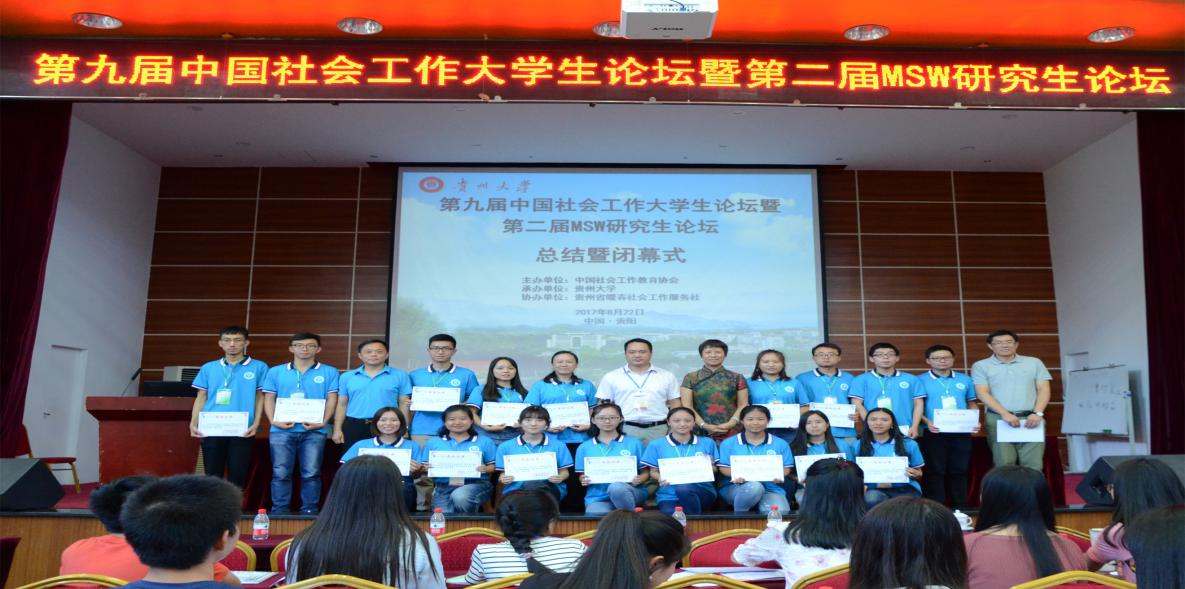 第九届中国社会工作大学生论坛暨第二届MSW研究生论坛
贵州大学
第九届中国社会工作大学生论坛暨
第二届MSW研究生论坛
总结暨闭幕式
主办单位：中国社会工作教育协会
承办单位：贵州大学
协办单位：贵州省暖春社会工作服务社
2017年8月22日
中国·贵阳